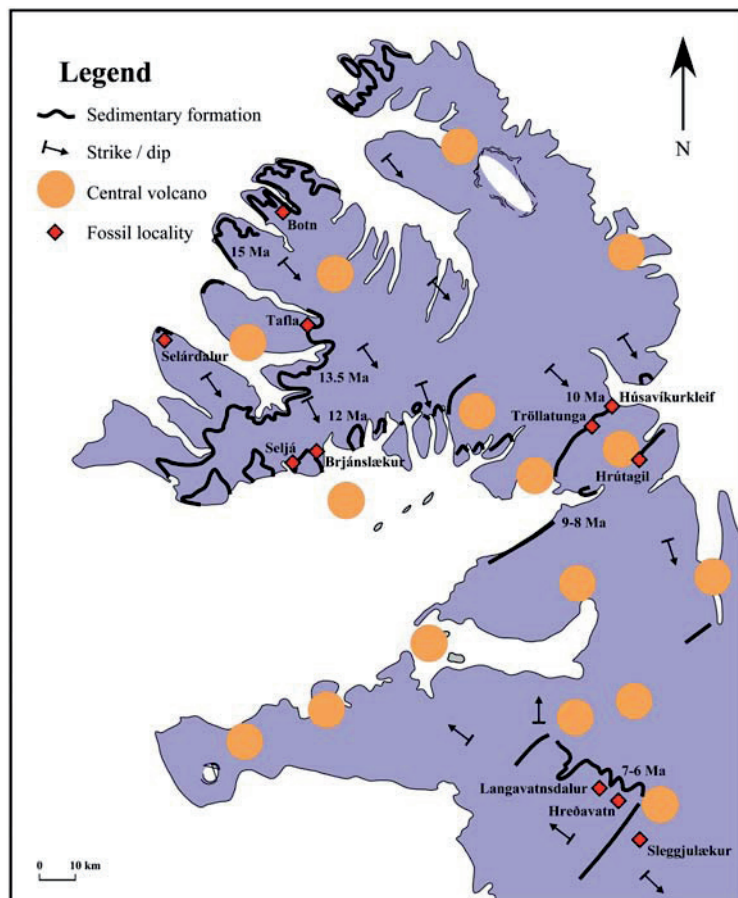 Legend
Sedimentary formation
Strike / dip
Central volcano
Fossil locality
N
Botn
15 Ma
Tafla
Selárdalur
13.5 Ma
12 Ma
10 Ma
Húsavíkurkleif
Tröllatunga
Seljá
Brjánslækur
Hrútagil
9-8 Ma
7-6 Ma
Langavatnsdalur
Hreðavatn
Sleggjulækur
0 10 km